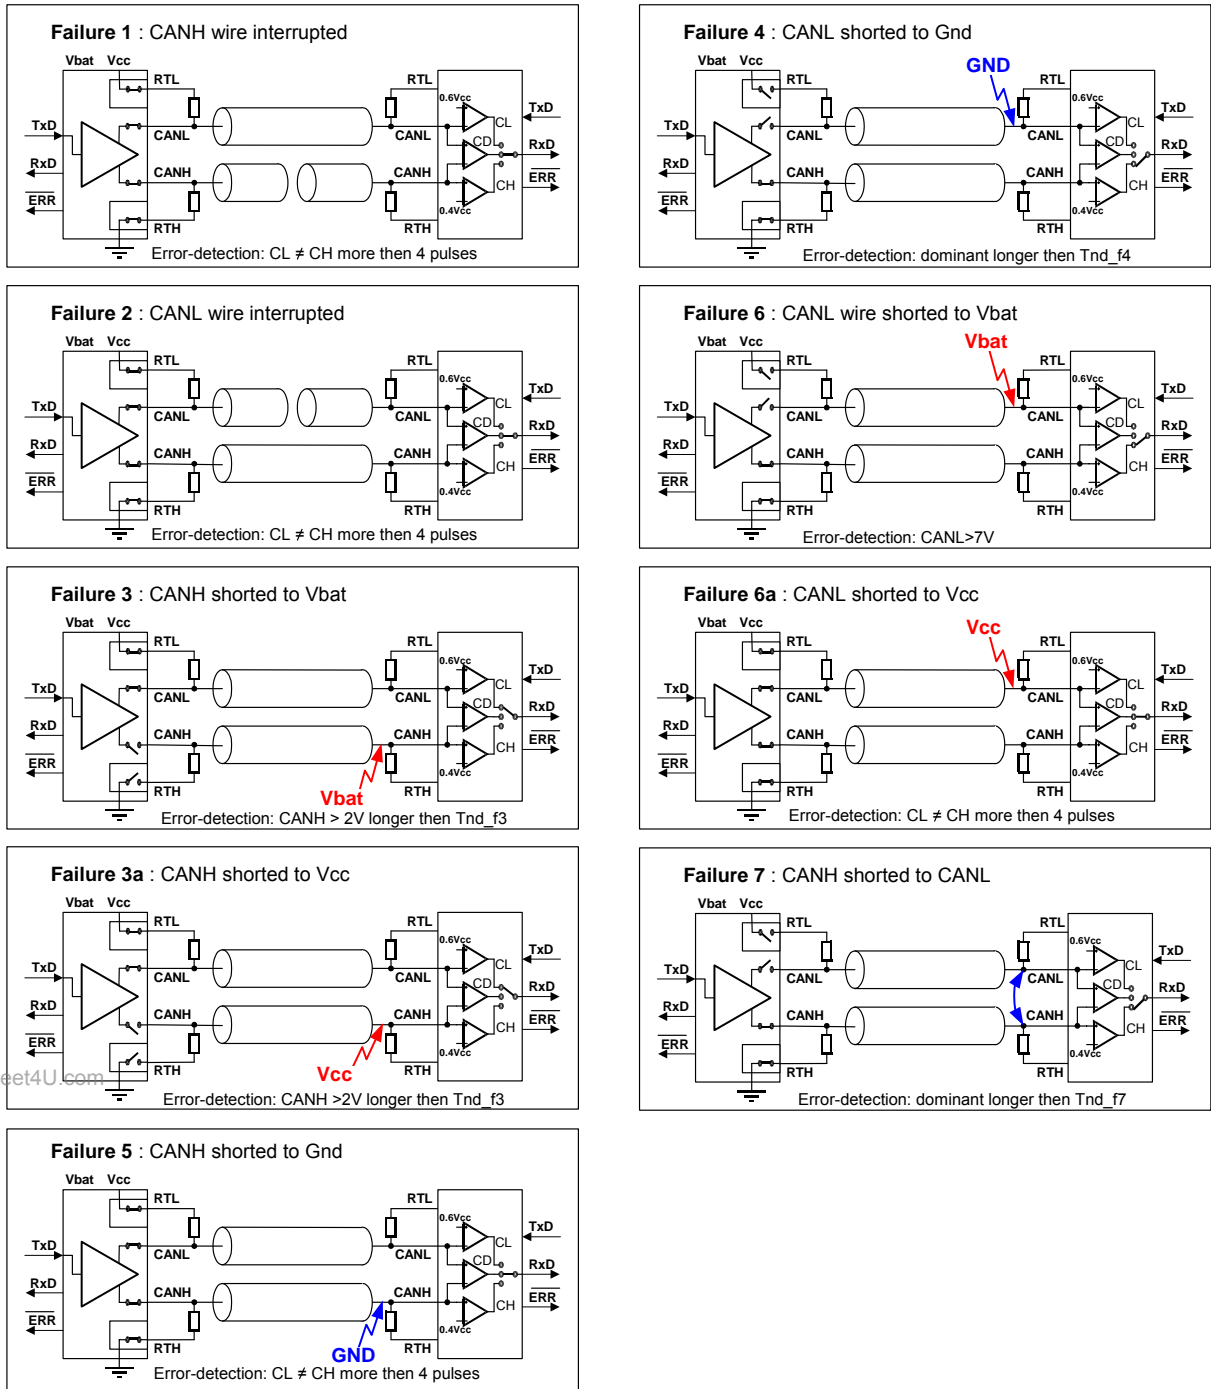 Failure 1 : CANH wire interrupted
Vbat Vcc
RTL RTL
0.6Vcc
TxD CL TxD
CANL CANL
CD
RxD RxD
CANH CANH
ERR CH ERR
0.4Vcc
RTH RTH
Error-detection: CL ≠ CH more then 4 pulses
Failure 2 : CANL wire interrupted
Vbat Vcc
RTL RTL
0.6Vcc
TxD CL TxD
CANL CANL
CD
RxD RxD
CANH CANH
ERR CH ERR
0.4Vcc
RTH RTH
Error-detection: CL ≠ CH more then 4 pulses
Failure 3 : CANH shorted to Vbat
Vbat Vcc
RTL RTL
0.6Vcc
TxD CL TxD
CANL CANL
CD
RxD RxD
CANH CANH
ERR CH ERR
0.4Vcc
RTH Vbat RTH
Error-detection: CANH > 2V longer then Tnd_f3
Failure 3a : CANH shorted to Vcc
Vbat Vcc
RTL RTL
0.6Vcc
TxD CL TxD
CANL CANL
CD
RxD RxD
CANH CANH
ERR CH ERR
0.4Vcc
RTH Vcc RTH
eet4U.com
Error-detection: CANH >2V longer then Tnd_f3
Failure 5 : CANH shorted to Gnd
Vbat Vcc
RTL RTL
0.6Vcc
TxD CL TxD
CANL CANL
CD
RxD RxD
CANH CANH
ERR CH ERR
0.4Vcc
RTH GND RTH
Error-detection: CL ≠ CH more then 4 pulses
Failure 4 : CANL shorted to Gnd
Vbat Vcc GND
RTL RTL
0.6Vcc
TxD CL TxD
CANL CANL
CD
RxD RxD
CANH CANH
ERR CH ERR
0.4Vcc
RTH RTH
Error-detection: dominant longer then Tnd_f4
Failure 6 : CANL wire shorted to Vbat
Vbat Vcc Vbat
RTL RTL
0.6Vcc
TxD CL TxD
CANL CANL
CD
RxD RxD
CANH CANH
ERR CH ERR
0.4Vcc
RTH RTH
Error-detection: CANL>7V
Failure 6a : CANL shorted to Vcc
Vbat Vcc Vcc
RTL RTL
0.6Vcc
TxD CL TxD
CANL CANL
CD
RxD RxD
CANH CANH
ERR CH ERR
0.4Vcc
RTH RTH
Error-detection: CL ≠ CH more then 4 pulses
Failure 7 : CANH shorted to CANL
Vbat Vcc
RTL RTL
0.6Vcc
TxD CL TxD
CANL CANL
CD
RxD RxD
CANH CANH
ERR CH ERR
0.4Vcc
RTH RTH
Error-detection: dominant longer then Tnd_f7